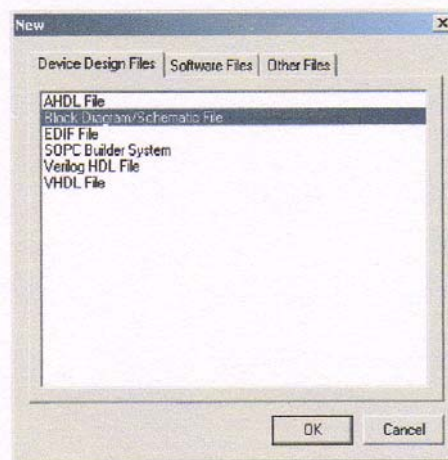 New
Device Design Files Software Files Other Files
AHDL File
Block Diagram/Schematic File
EDIF File
SOPC Builder System
Verilog HDL File
VHDL File
OK Cancel